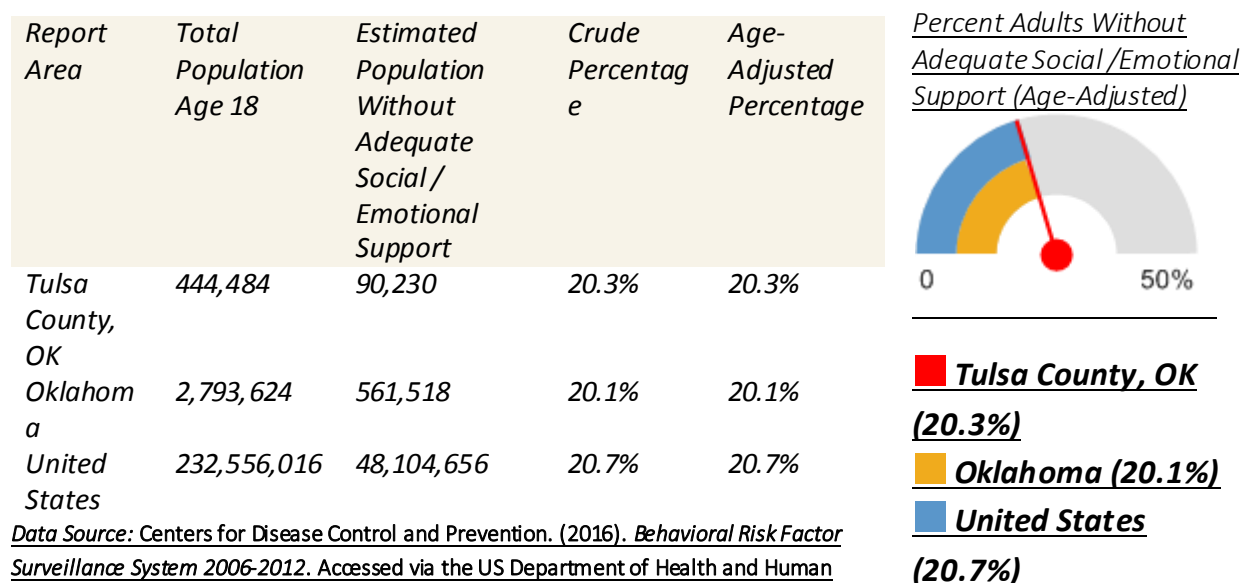 Report
Area
Total
Population
Age 18
Estimated
Population
Without
Adequate
Social /
Emotional
Support
Crude
Percentag
e
Age-
Adjusted
Percentage
Tulsa
County,
OK
444,484
90,230
20.3%
20.3%
Oklahom
a
2,793,624
561,518
20.1%
20.1%
United
States
232,556,016
48,104,656
20.7%
20.7%
Data Source: Centers for Disease Control and Prevention. (2016). Behavioral Risk Factor
Surveillance System 2006-2012. Accessed via the US Department of Health and Human
Percent Adults Without
Adequate Social /Emotional
Support (Age-Adjusted)
0
50%
Tulsa County, OK
(20.3%)
Oklahoma (20.1%)
United States
(20.7%)